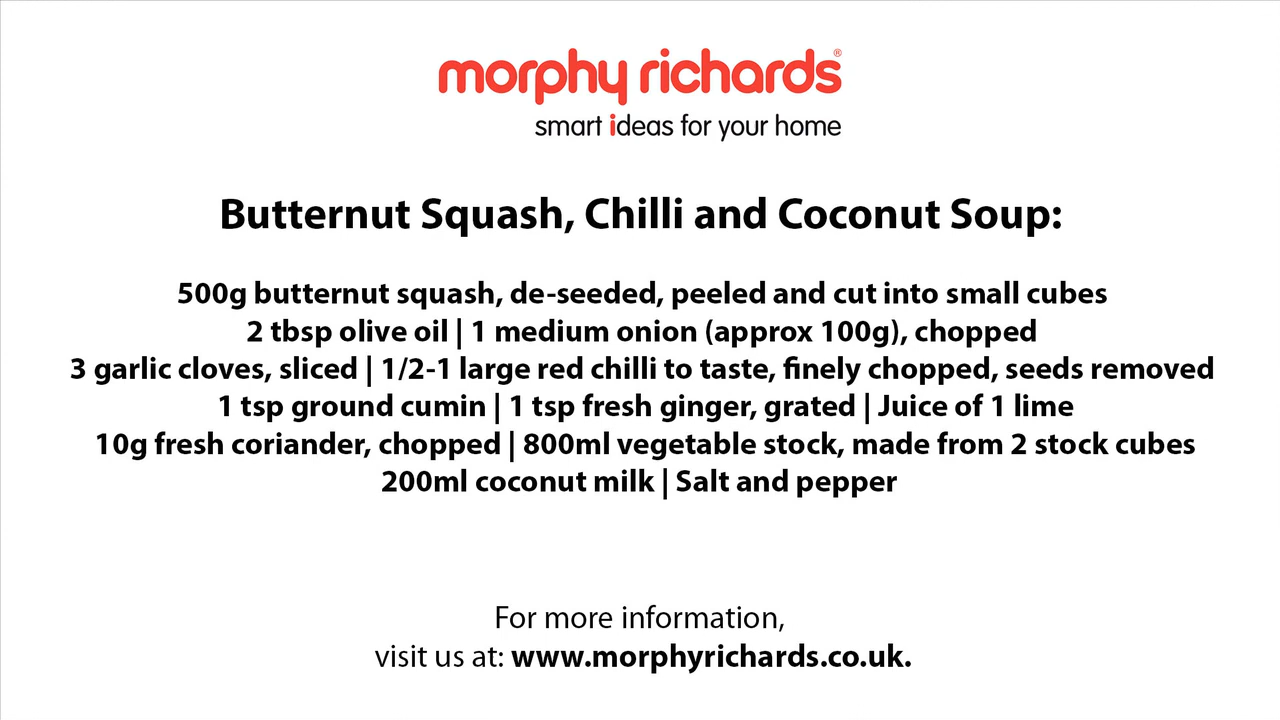 morphy richards®
smart ideas for your home
Butternut Squash, Chilli and Coconut Soup:
500g butternut squash, de-seeded, peeled and cut into small cubes
2 tbsp olive oil | 1 medium onion (approx 100g), chopped
3 garlic cloves, sliced | 1/2-1 large red chilli to taste, finely chopped, seeds removed
1 tsp ground cumin | 1 tsp fresh ginger, grated | Juice of 1 lime
10g fresh coriander, chopped | 800ml vegetable stock, made from 2 stock cubes
200ml coconut milk | Salt and pepper
For more information,
visit us at: www.morphyrichards.co.uk.